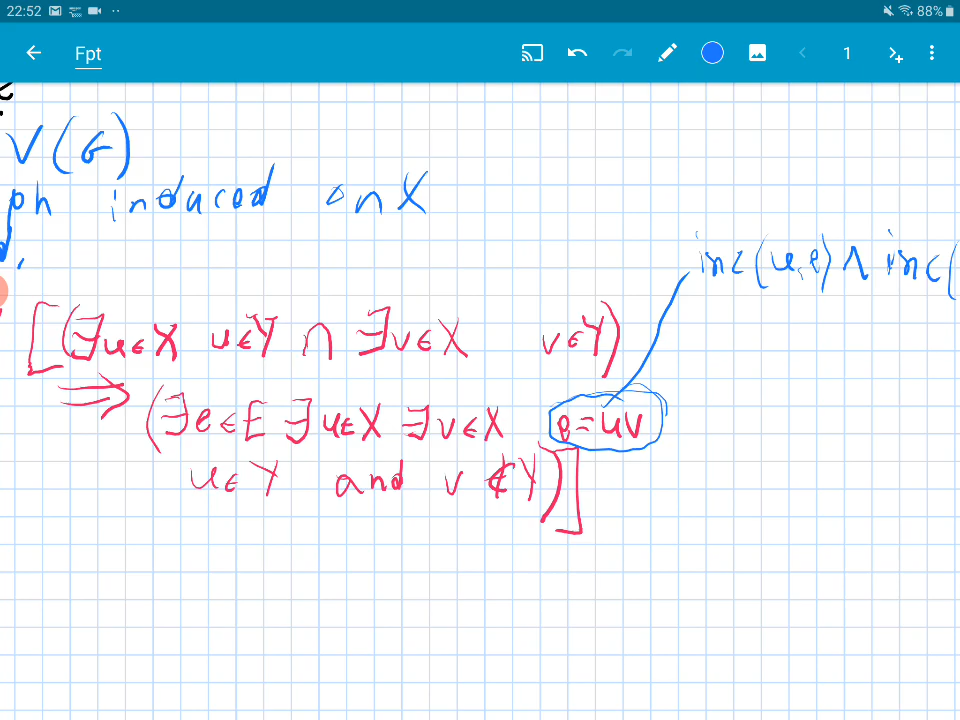 22:52 88%
Fpt 1
V(G)
ph induced on X
inc(u,e) ∧ inc(
[(∃u∈X u∈Y ∩ ∃v∈X v∈Y)
⇒ (∃e∈E ∃u∈X ∃v∈X e=uv
u∈Y and v∉Y)]